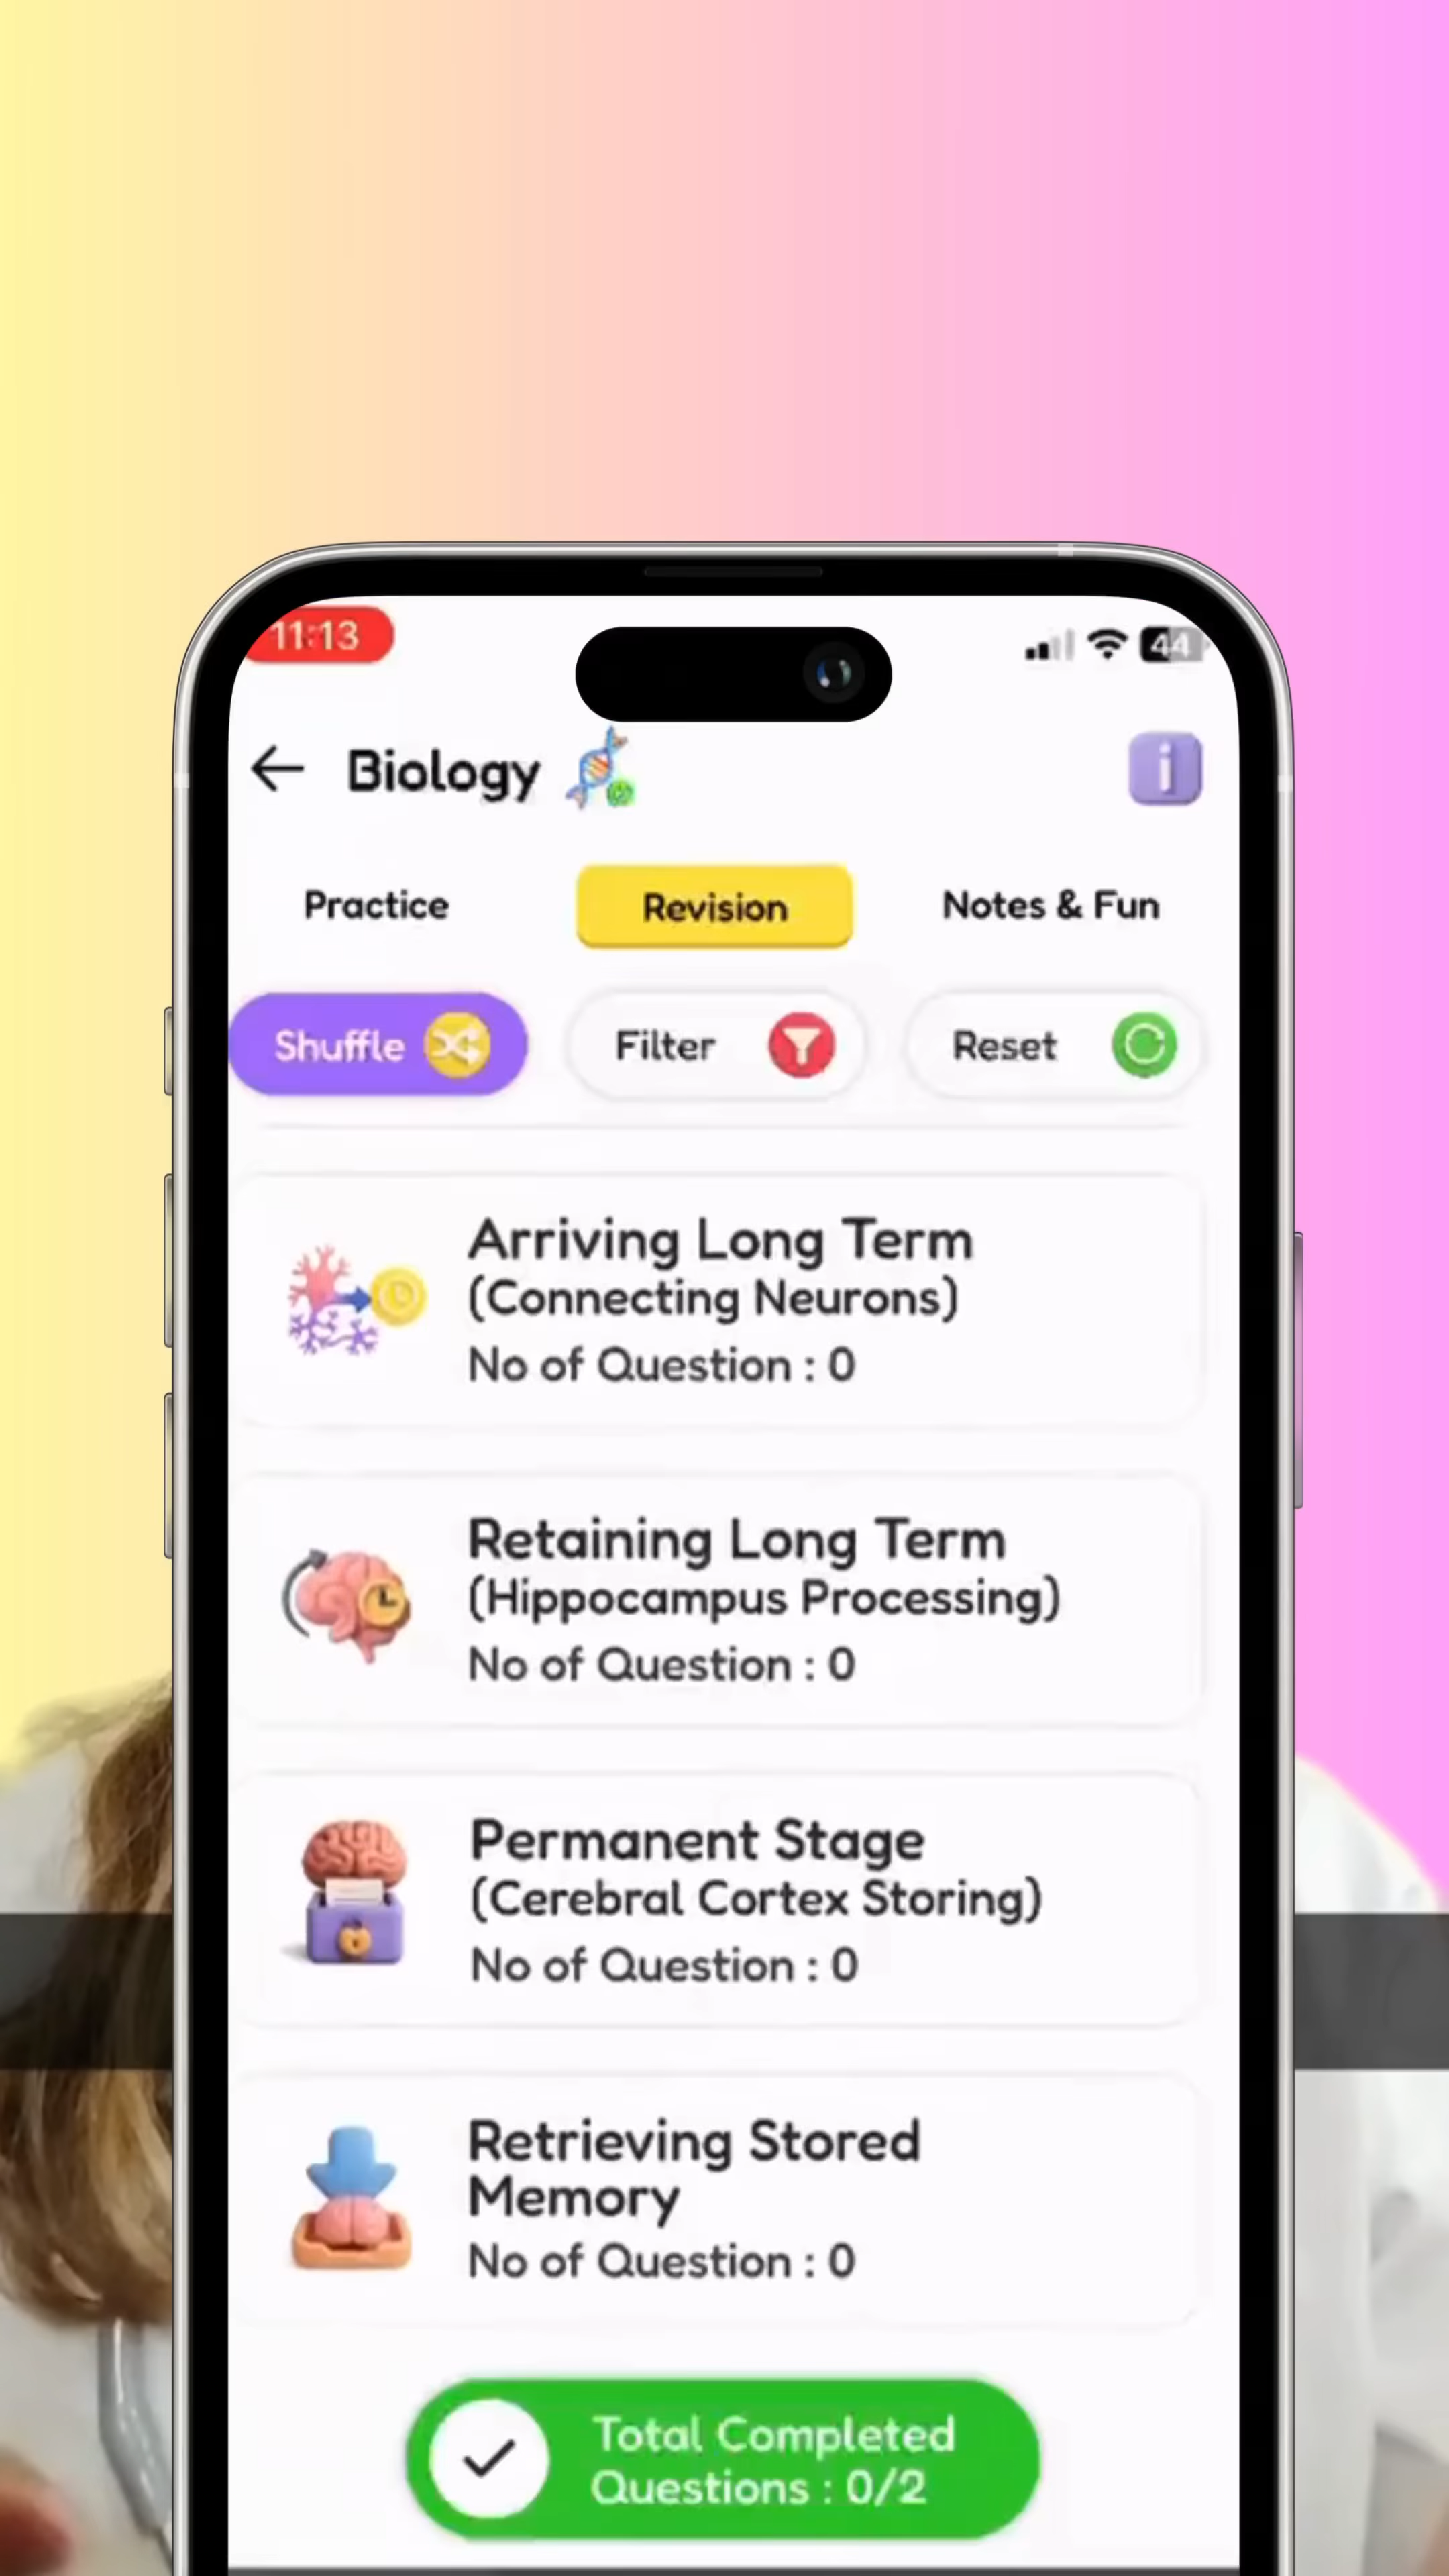 11:13
44
Biology
i
Practice
Revision
Notes & Fun
Shuffle
Filter
Reset
Arriving Long Term
(Connecting Neurons)
No of Question : 0
Retaining Long Term
(Hippocampus Processing)
No of Question : 0
Permanent Stage
(Cerebral Cortex Storing)
No of Question : 0
Retrieving Stored
Memory
No of Question : 0
Total Completed
Questions : 0/2